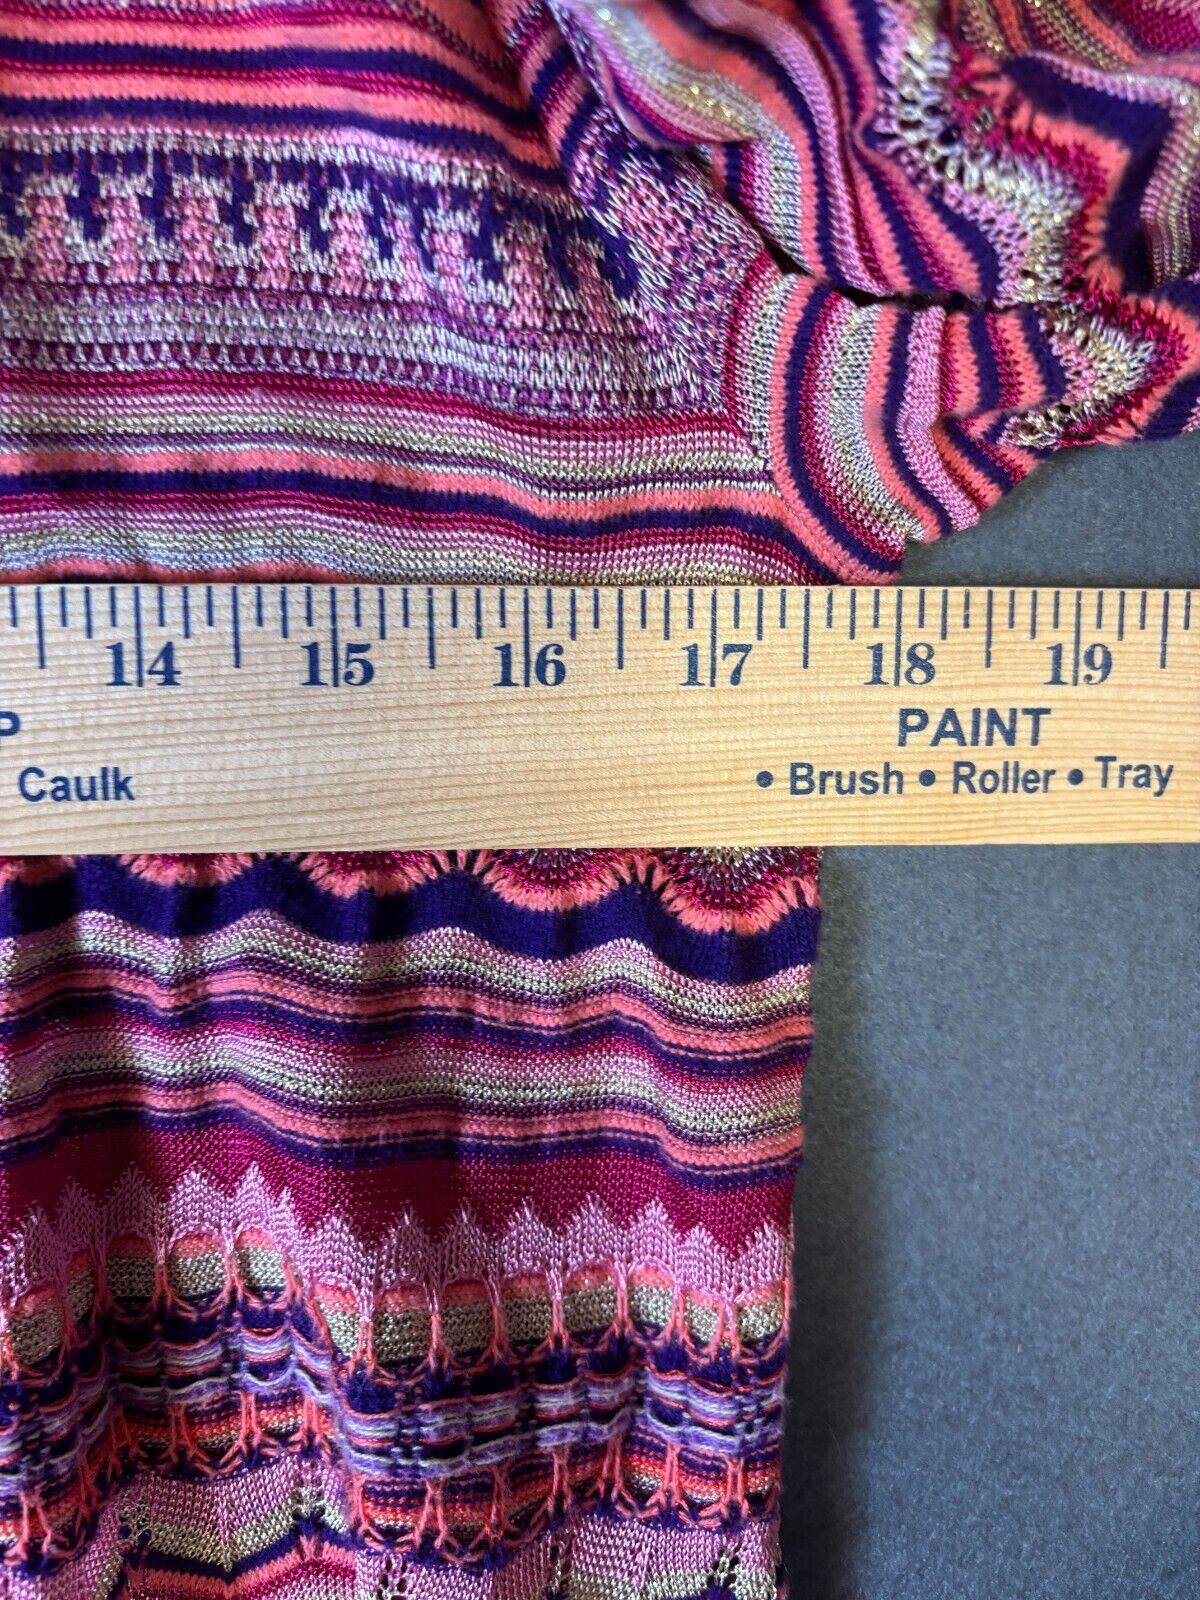 14 15 16 17 18 19
P PAINT
Caulk • Brush • Roller • Tray